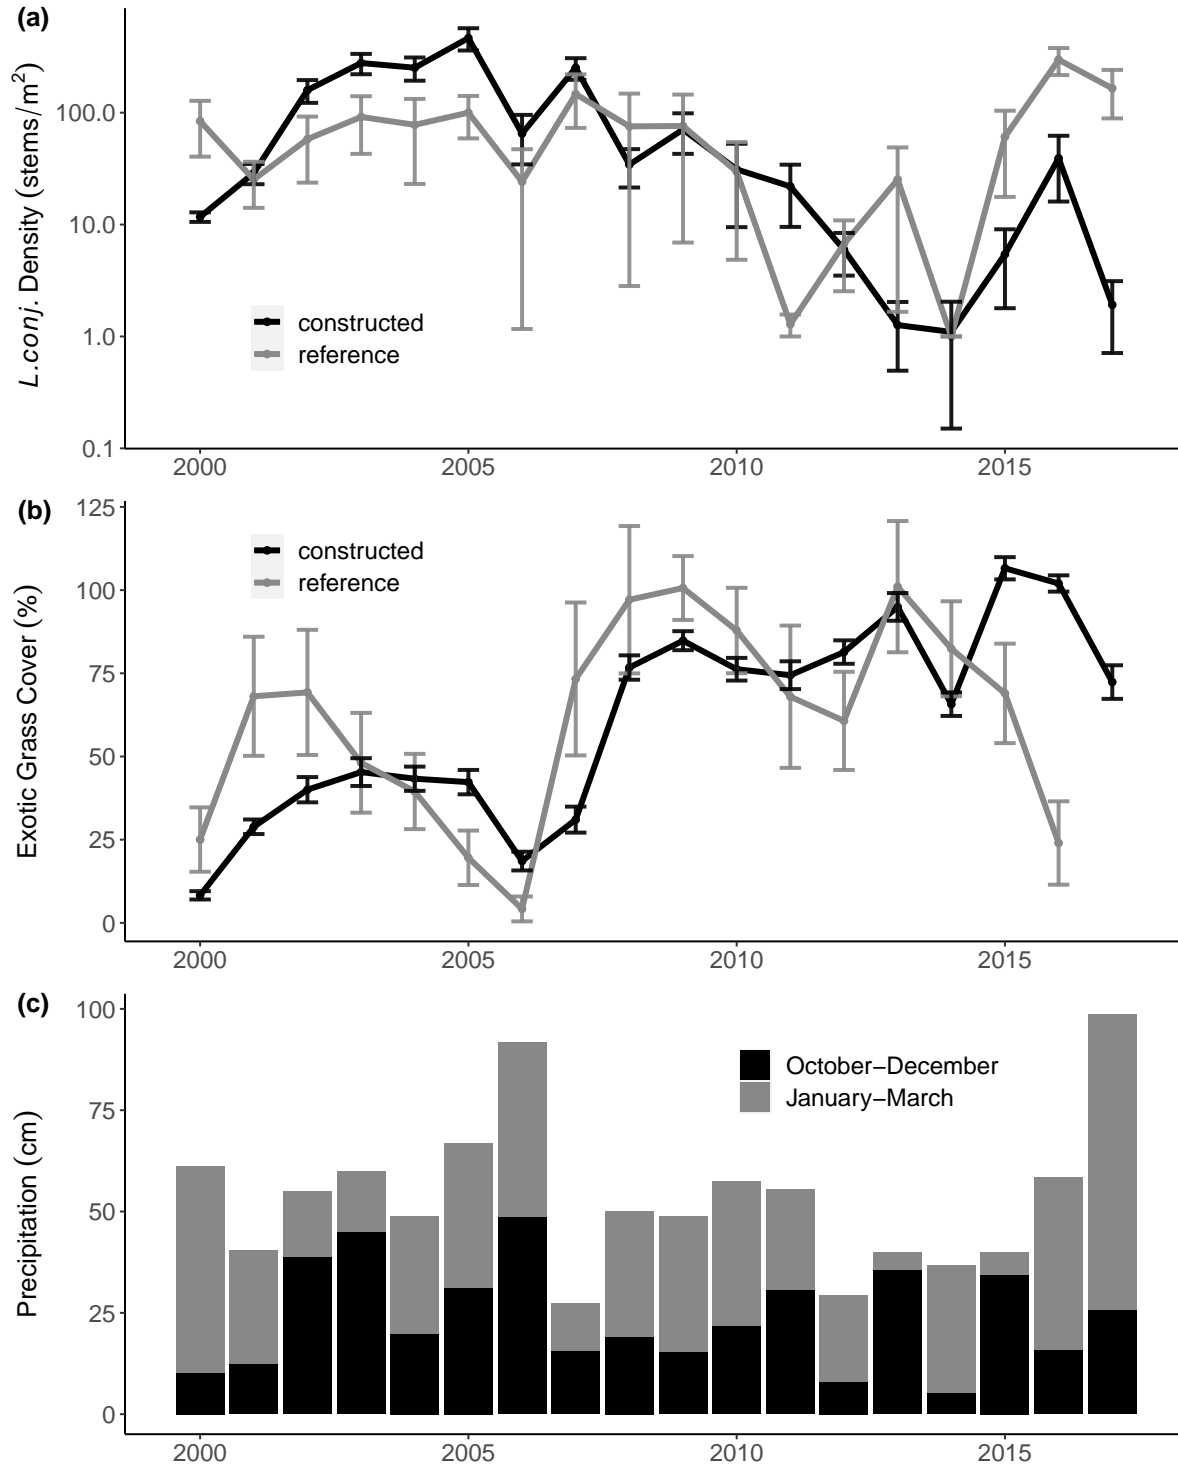 (a)
L.conj. Density (stems/m²)
100.0
10.0
1.0
0.1
constructed
reference
2000 2005 2010 2015
(b)
Exotic Grass Cover (%)
125
100
75
50
25
0
constructed
reference
2000 2005 2010 2015
(c)
Precipitation (cm)
100
75
50
25
0
October–December
January–March
2000 2005 2010 2015